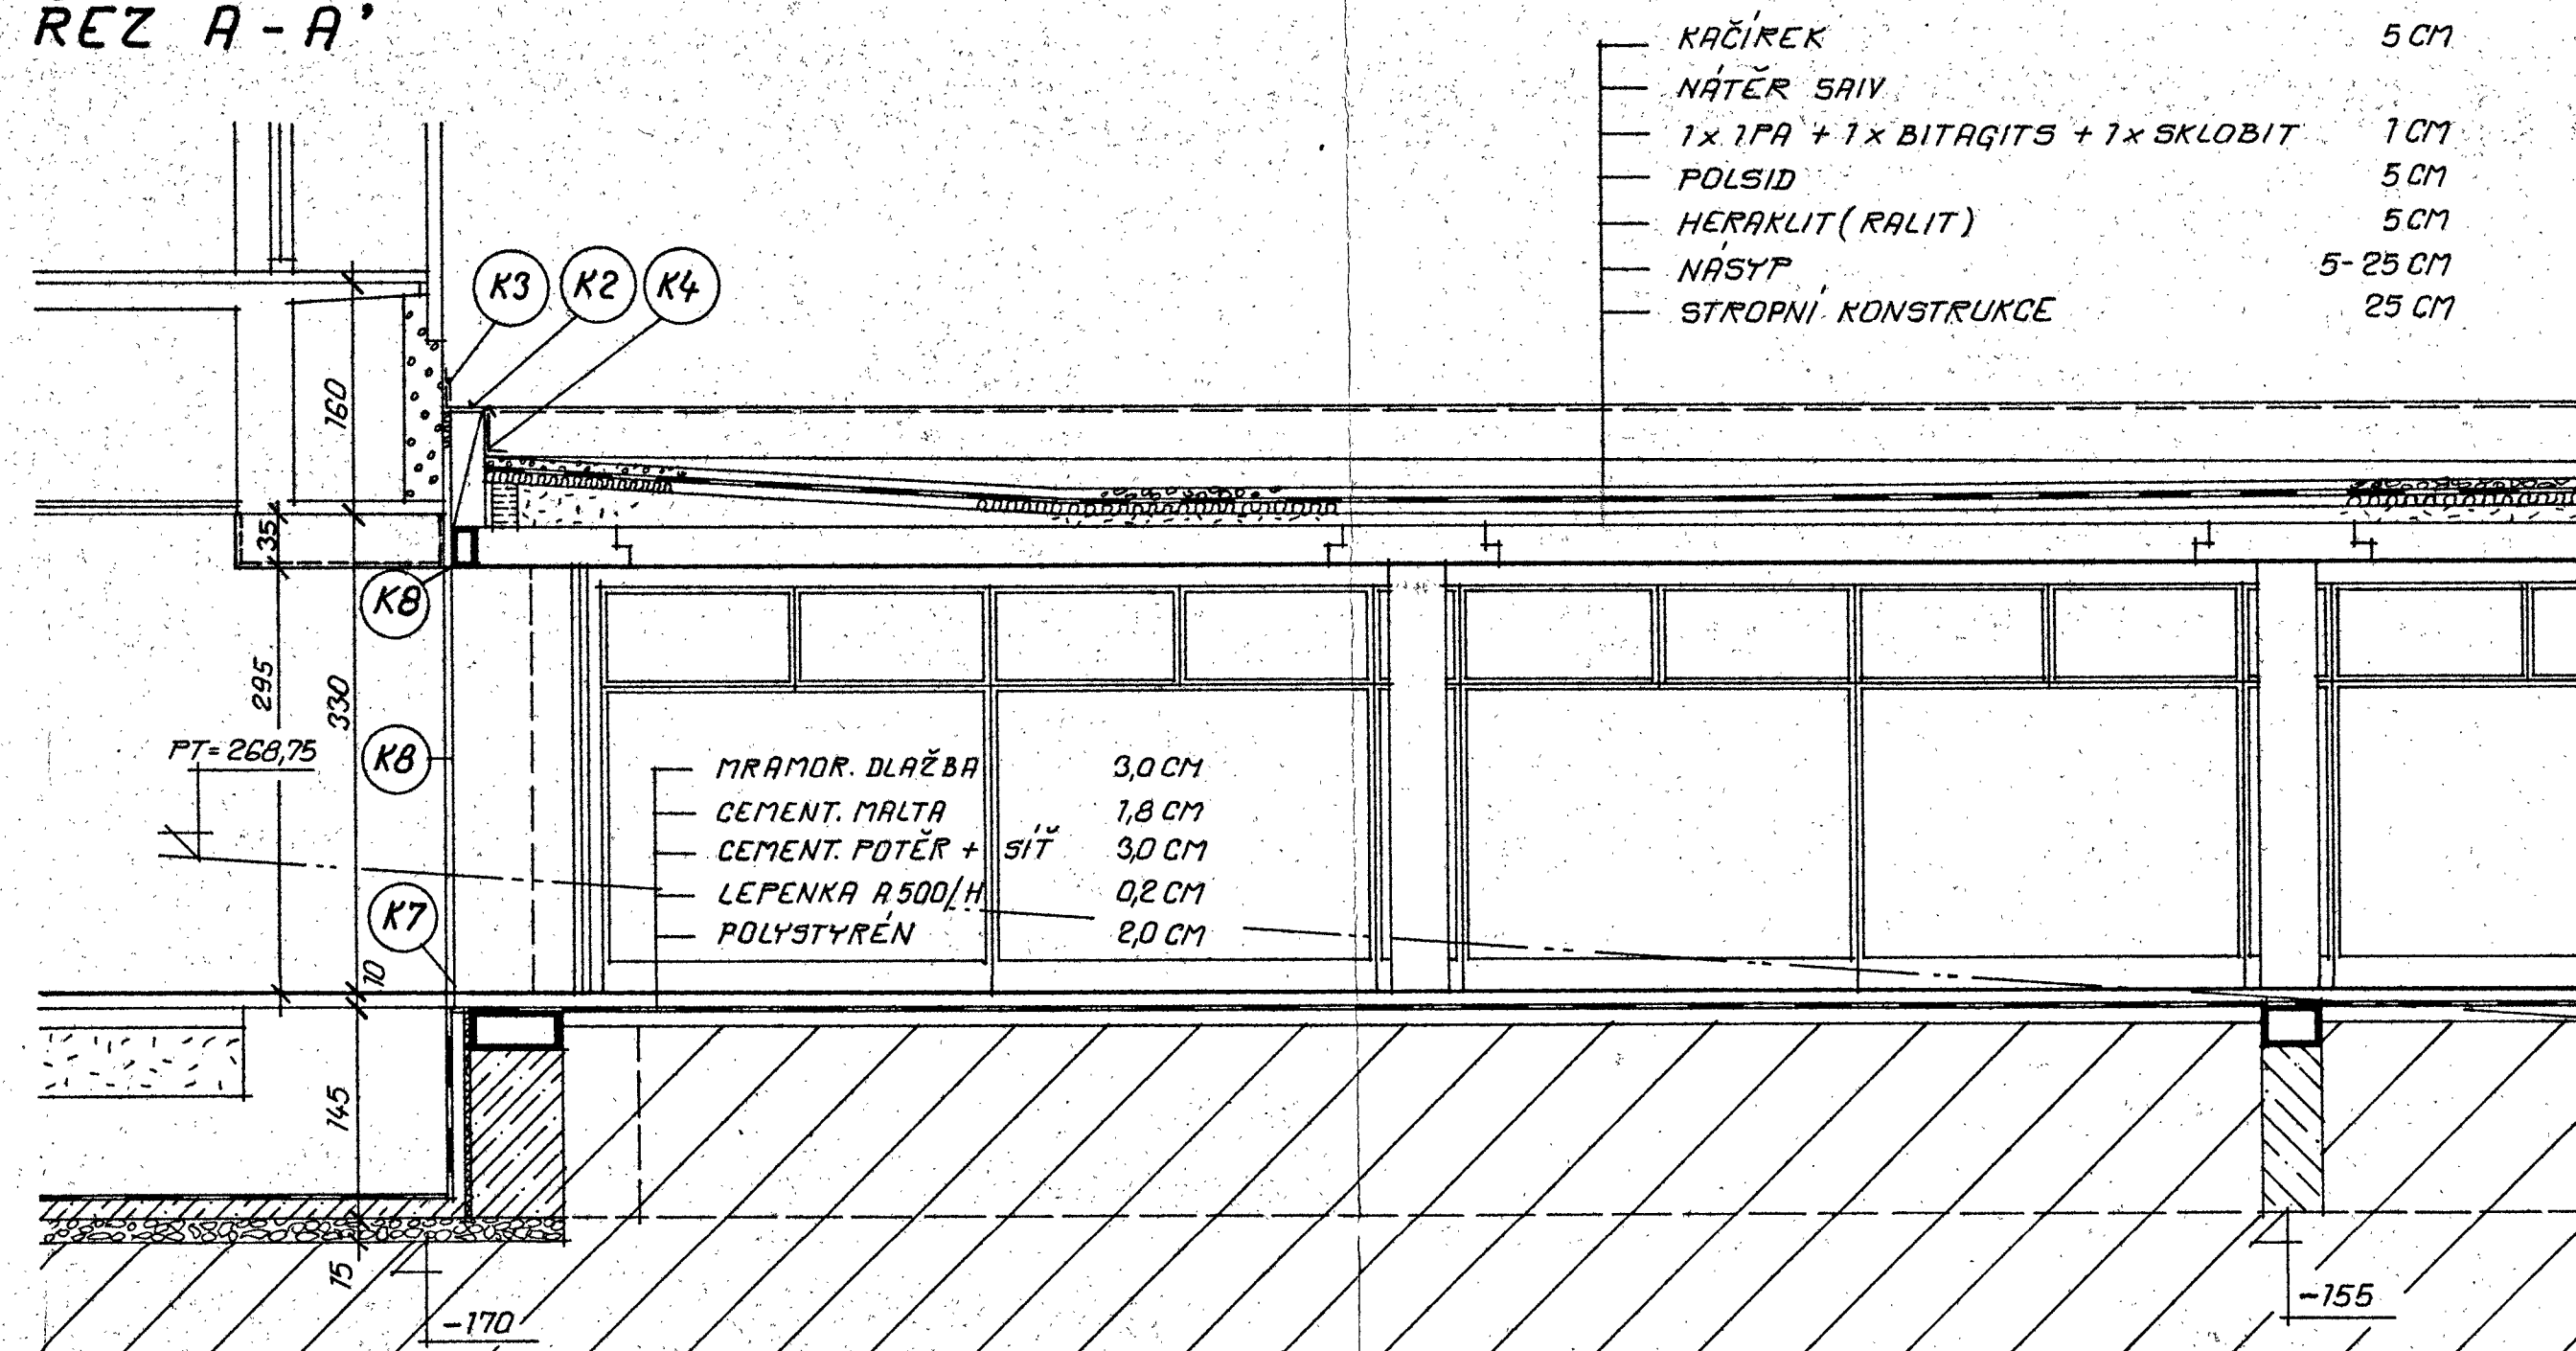 ŘEZ A-A'
KAČÍREK 5 CM
NÁTĚR SAIV
1x IPA + 1x BITAGITS + 1x SKLOBIT 1 CM
POLSID 5 CM
HERAKLIT (RALIT) 5 CM
NÁSYP 5-25 CM
STROPNÍ KONSTRUKCE 25 CM
K3 K2 K4
160
35
K8
295
330
PT=268,75
K8
MRAMOR. DLAŽBA 3,0 CM
CEMENT. MALTA 1,8 CM
CEMENT. POTĚR + SÍŤ 3,0 CM
LEPENKA A 500/H 0,2 CM
POLYSTYRÉN 2,0 CM
K7
10
145
15
-170
-155